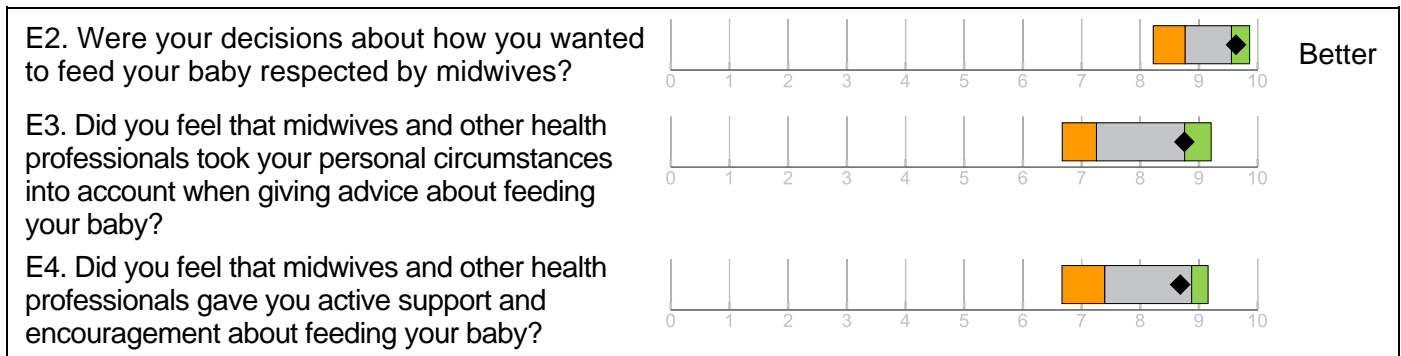 E2. Were your decisions about how you wanted
to feed your baby respected by midwives?
0 1 2 3 4 5 6 7 8 9 10
Better
E3. Did you feel that midwives and other health
professionals took your personal circumstances
into account when giving advice about feeding
your baby?
0 1 2 3 4 5 6 7 8 9 10
E4. Did you feel that midwives and other health
professionals gave you active support and
encouragement about feeding your baby?
0 1 2 3 4 5 6 7 8 9 10